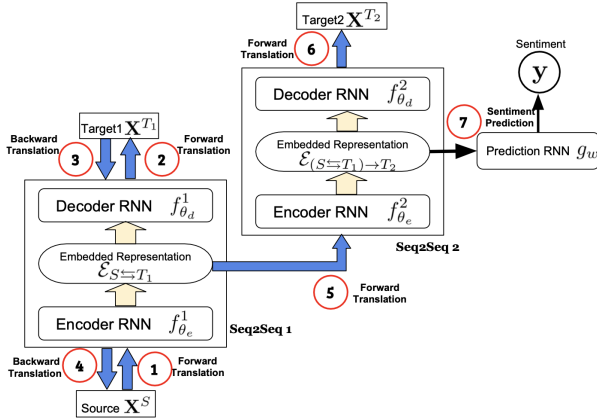 Target2 X^{T_2}
Forward
Translation
6
Sentiment
y
Decoder RNN f^2_{θ_d}
7
Sentiment
Prediction
Embedded Representation
ℰ_{(S⇆T_1)→T_2}
Prediction RNN g_w
Encoder RNN f^2_{θ_e}
Seq2Seq 2
Target1 X^{T_1}
Backward
Translation
3
2
Forward
Translation
Decoder RNN f^1_{θ_d}
Embedded Representation
ℰ_{S⇆T_1}
5
Forward
Translation
Encoder RNN f^1_{θ_e}
Seq2Seq 1
Backward
Translation
4
1
Forward
Translation
Source X^S